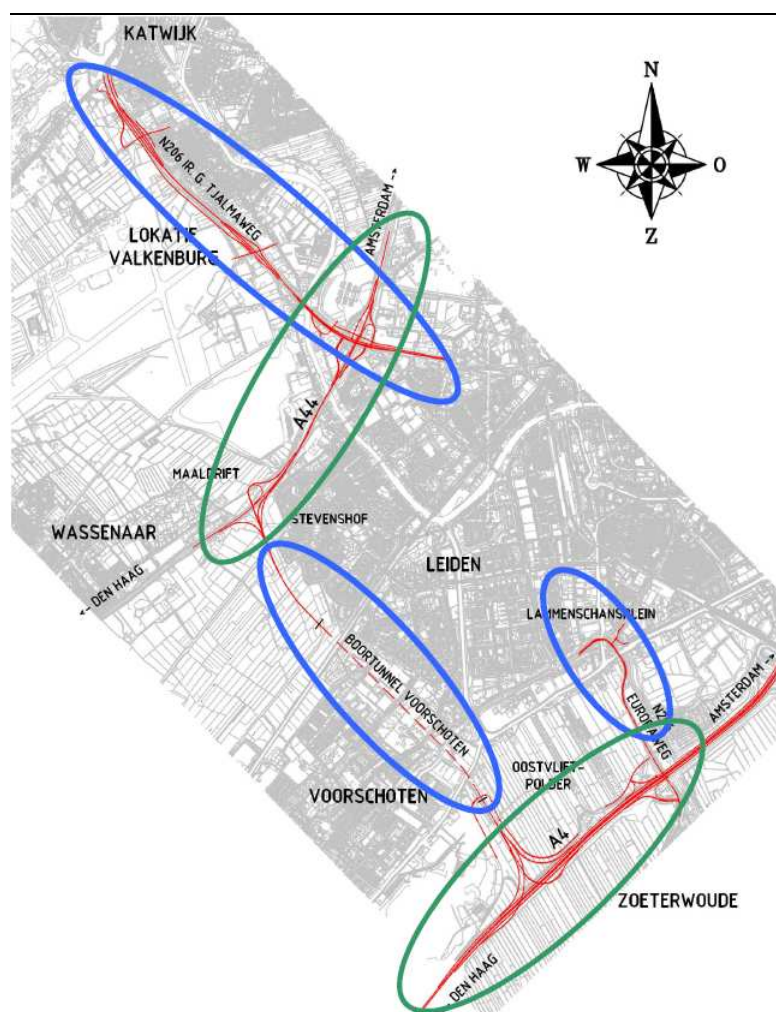 KATWIJK
N
W
O
Z
N206 IR. G. TJALMAWEG
AMSTERDAM -->
LOKATIE
VALKENBURG
A44
MAALDRIFT
STEVENSHOF
WASSENAAR
<-- DEN HAAG
LEIDEN
LAMMENSCHANSPLEIN
BOORTUNNEL VOORSCHOTEN
AMSTERDAM -->
EUROPAWEG
OOSTVLIET-
POLDER
VOORSCHOTEN
A4
ZOETERWOUDE
DEN HAAG